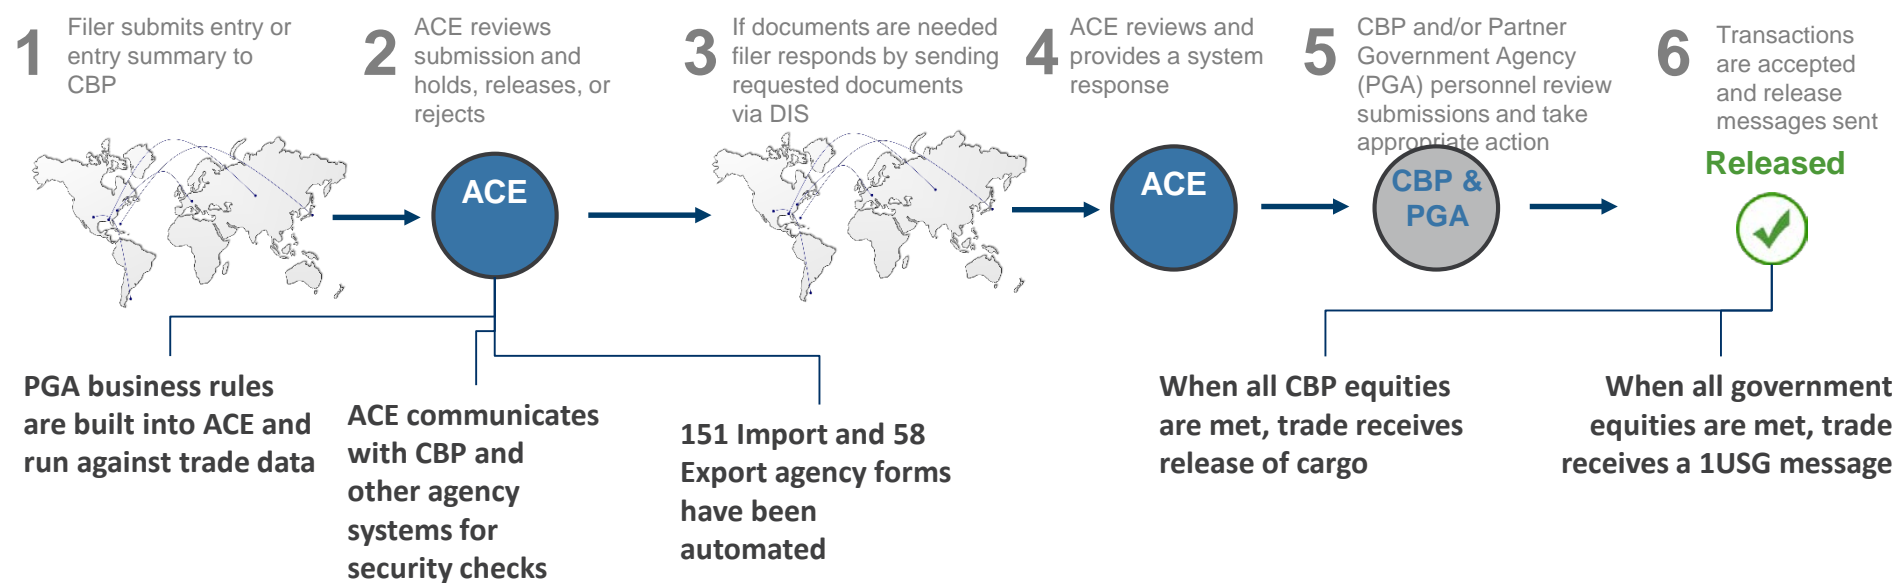 1
Filer submits entry or
entry summary to
CBP
2
ACE reviews
submission and
holds, releases, or
rejects
3
If documents are needed
filer responds by sending
requested documents
via DIS
4
ACE reviews and
provides a system
response
5
CBP and/or Partner
Government Agency
(PGA) personnel review
submissions and take
appropriate action
6
Transactions
are accepted
and release
messages sent
ACE
ACE
CBP &
PGA
Released
PGA business rules
are built into ACE and
run against trade data
ACE communicates
with CBP and
other agency
systems for
security checks
151 Import and 58
Export agency forms
have been
automated
When all CBP equities
are met, trade receives
release of cargo
When all government
equities are met, trade
receives a 1USG message